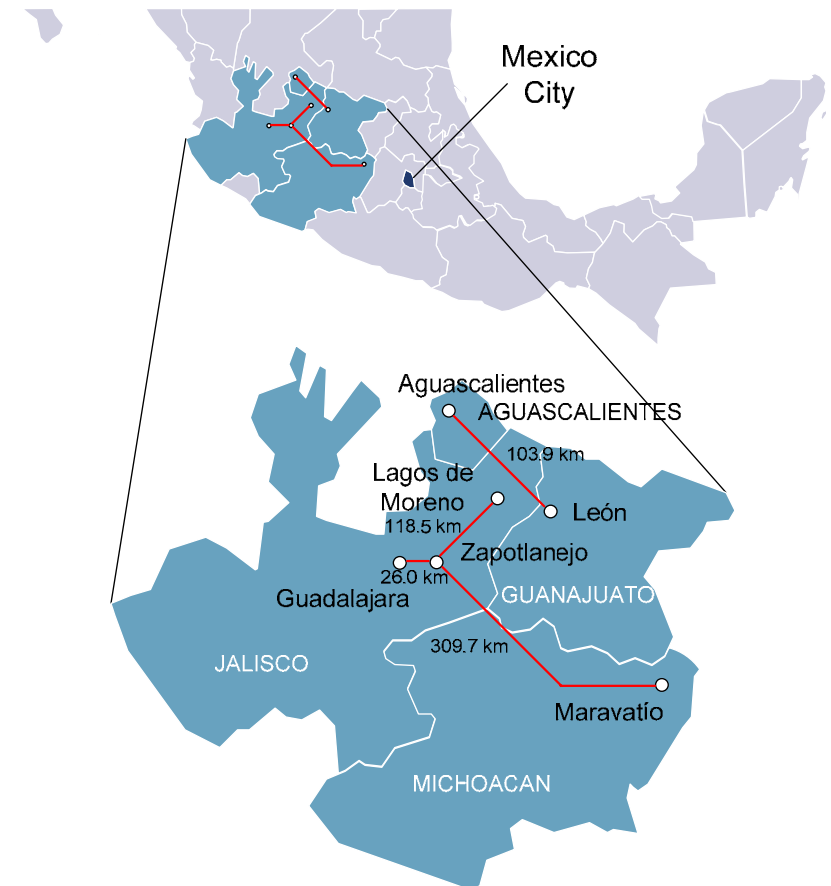 Mexico
City
Aguascalientes
AGUASCALIENTES
103.9 km
Lagos de
Moreno
118.5 km
León
Zapotlanejo
26.0 km
Guadalajara
GUANAJUATO
309.7 km
JALISCO
Maravatío
MICHOACAN